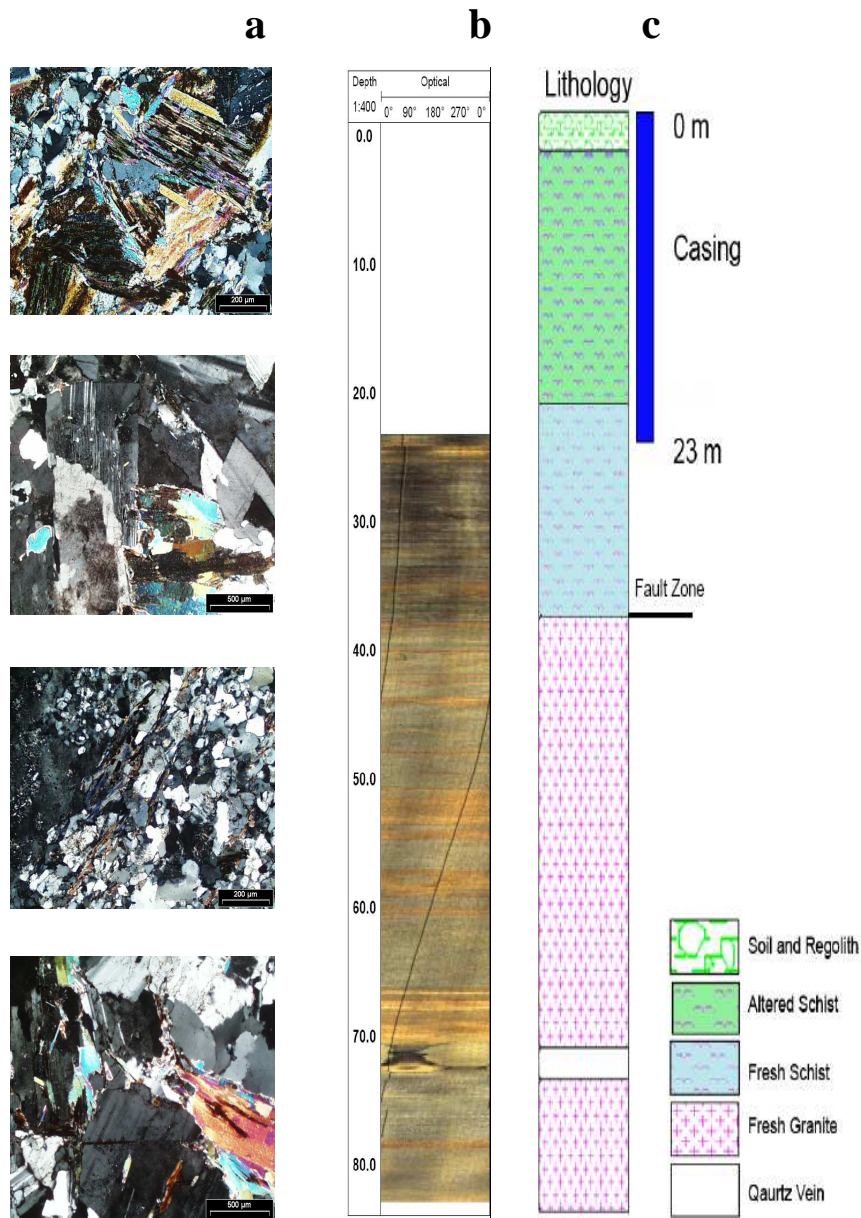 a
b
c
200 µm
500 µm
200 µm
500 µm
Depth
Optical
1:400
0° 90° 180° 270° 0°
0.0
10.0
20.0
30.0
40.0
50.0
60.0
70.0
80.0
Lithology
0 m
Casing
23 m
Fault Zone
Soil and Regolith
Altered Schist
Fresh Schist
Fresh Granite
Qaurtz Vein